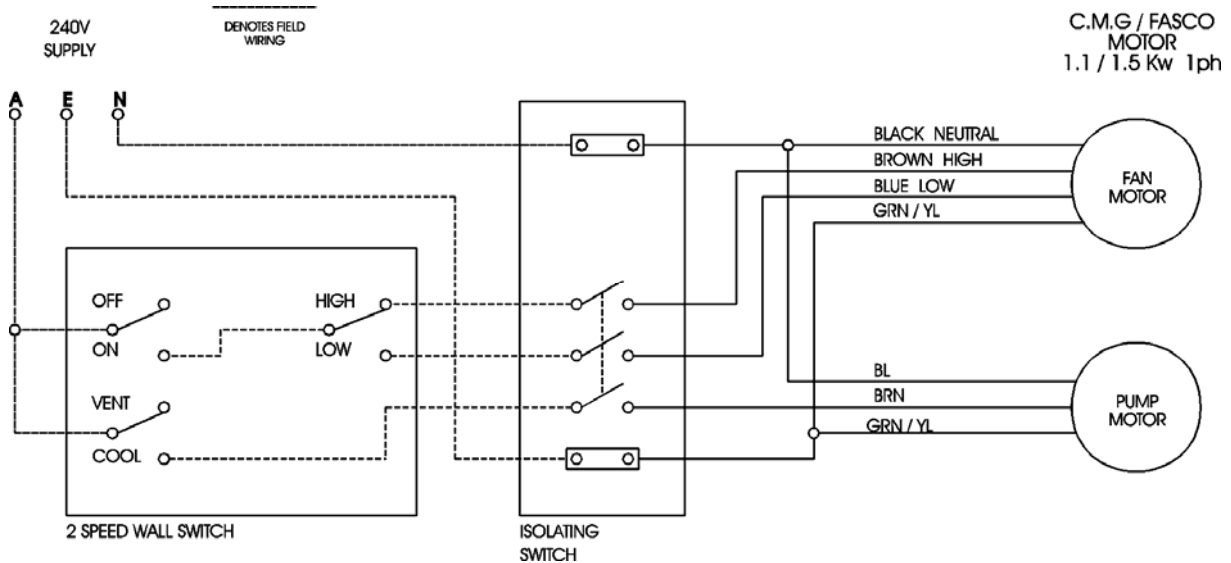 240V
SUPPLY
DENOTES FIELD
WIRING
C.M.G / FASCO
MOTOR
1.1 / 1.5 Kw 1ph
A E N
BLACK NEUTRAL
BROWN HIGH
BLUE LOW
GRN / YL
FAN
MOTOR
OFF
ON
HIGH
LOW
VENT
COOL
BL
BRN
GRN / YL
PUMP
MOTOR
2 SPEED WALL SWITCH
ISOLATING
SWITCH